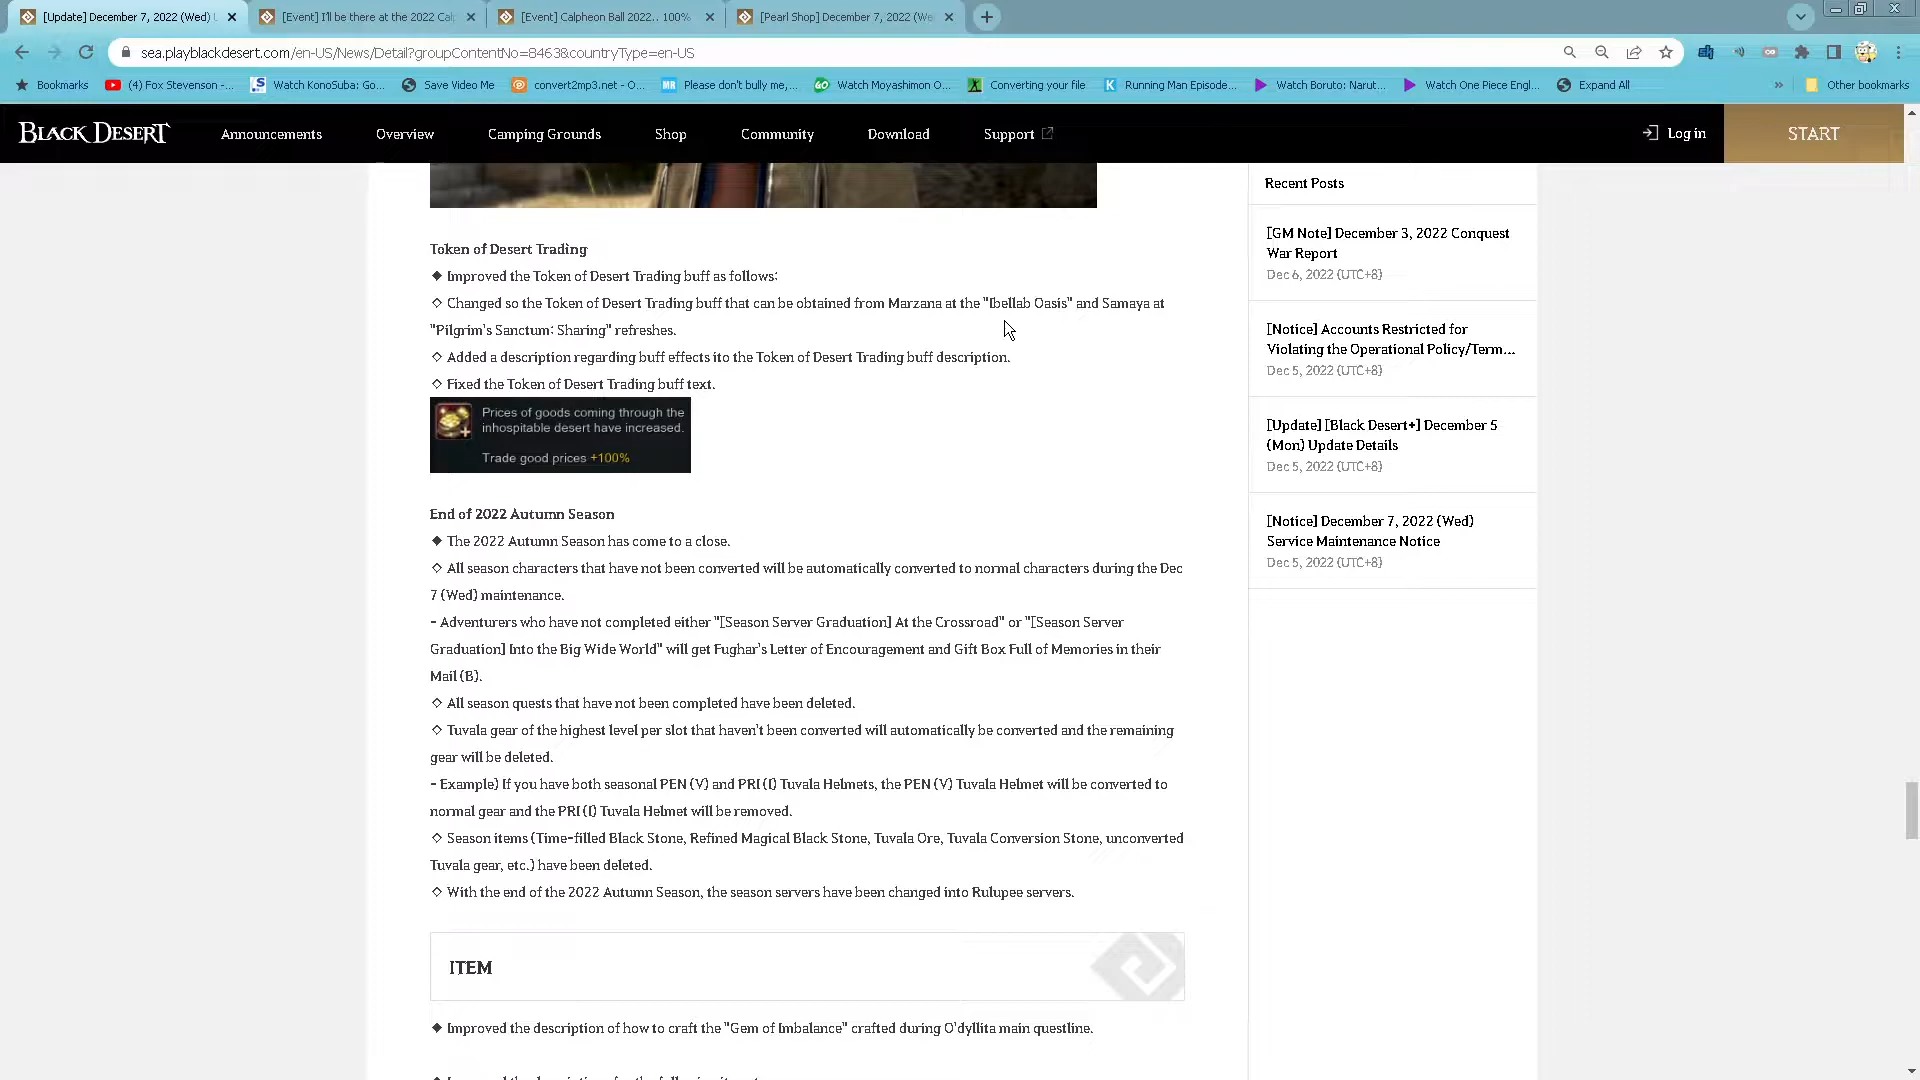 [Update] December 7, 2022 (Wed) U
[Event] I'll be there at the 2022 Cal
[Event] Calpheon Ball 2022.. 100%
[Pearl Shop] December 7, 2022 (We
sea.playblackdesert.com/en-US/News/Detail?groupContentNo=8463&countryType=en-US
Bookmarks
(4) Fox Stevenson -...
Watch KonoSuba: Go...
Save Video Me
convert2mp3.net - O...
Please don't bully me,...
Watch Moyashimon O...
Converting your file
Running Man Episode...
Watch Boruto: Narut...
Watch One Piece Engl...
Expand All
»
Other bookmarks
BLACK DESERT
Announcements
Overview
Camping Grounds
Shop
Community
Download
Support
Log in
START
Token of Desert Trading
◆ Improved the Token of Desert Trading buff as follows:
◇ Changed so the Token of Desert Trading buff that can be obtained from Marzana at the "Ibellab Oasis" and Samaya at
"Pilgrim's Sanctum: Sharing" refreshes.
◇ Added a description regarding buff effects ito the Token of Desert Trading buff description.
◇ Fixed the Token of Desert Trading buff text.
Prices of goods coming through the
inhospitable desert have increased.
Trade good prices +100%
End of 2022 Autumn Season
◆ The 2022 Autumn Season has come to a close.
◇ All season characters that have not been converted will be automatically converted to normal characters during the Dec
7 (Wed) maintenance.
- Adventurers who have not completed either "[Season Server Graduation] At the Crossroad" or "[Season Server
Graduation] Into the Big Wide World" will get Fughar's Letter of Encouragement and Gift Box Full of Memories in their
Mail (B).
◇ All season quests that have not been completed have been deleted.
◇ Tuvala gear of the highest level per slot that haven't been converted will automatically be converted and the remaining
gear will be deleted.
- Example) If you have both seasonal PEN (V) and PRI (I) Tuvala Helmets, the PEN (V) Tuvala Helmet will be converted to
normal gear and the PRI (I) Tuvala Helmet will be removed.
◇ Season items (Time-filled Black Stone, Refined Magical Black Stone, Tuvala Ore, Tuvala Conversion Stone, unconverted
Tuvala gear, etc.) have been deleted.
◇ With the end of the 2022 Autumn Season, the season servers have been changed into Rulupee servers.
ITEM
◆ Improved the description of how to craft the "Gem of Imbalance" crafted during O'dyllita main questline.
Recent Posts
[GM Note] December 3, 2022 Conquest
War Report
Dec 6, 2022 (UTC+8)
[Notice] Accounts Restricted for
Violating the Operational Policy/Term...
Dec 5, 2022 (UTC+8)
[Update] [Black Desert+] December 5
(Mon) Update Details
Dec 5, 2022 (UTC+8)
[Notice] December 7, 2022 (Wed)
Service Maintenance Notice
Dec 5, 2022 (UTC+8)